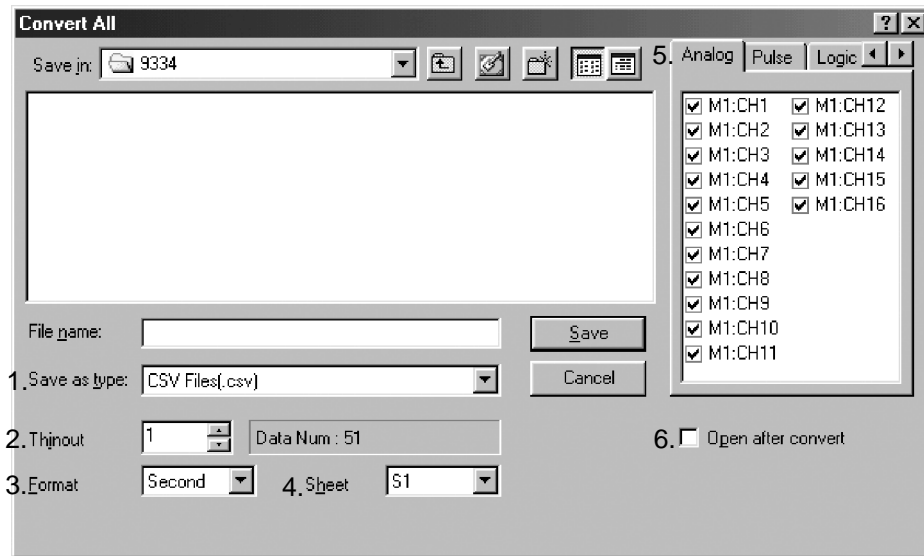 Convert All
Save in: 9334
5. Analog Pulse Logic
M1:CH1 M1:CH12
M1:CH2 M1:CH13
M1:CH3 M1:CH14
M1:CH4 M1:CH15
M1:CH5 M1:CH16
M1:CH6
M1:CH7
M1:CH8
M1:CH9
M1:CH10
M1:CH11
File name: Save
1. Save as type: CSV Files(.csv) Cancel
2. Thinout 1 Data Num : 51
6. Open after convert
3. Format Second 4. Sheet S1